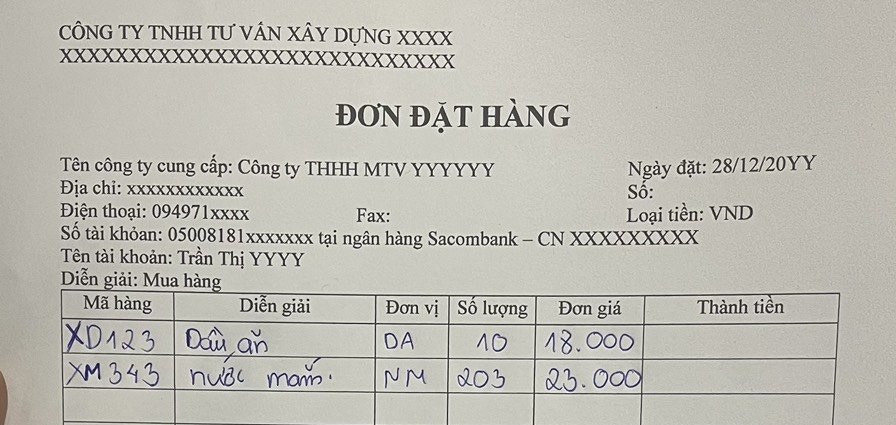 CÔNG TY TNHH TƯ VẤN XÂY DỰNG XXXX
XXXXXXXXXXXXXXXXXXXXXXXXXXXX
ĐƠN ĐẶT HÀNG
Tên công ty cung cấp: Công ty THHH MTV YYYYYY Ngày đặt: 28/12/20YY
Địa chỉ: xxxxxxxxxxxx Số:
Điện thoại: 094971xxxx Fax: Loại tiền: VND
Số tài khỏan: 05008181xxxxxxx tại ngân hàng Sacombank – CN XXXXXXXXX
Tên tài khoản: Trần Thị YYYY
Diễn giải: Mua hàng
Mã hàng Diễn giải Đơn vị Số lượng Đơn giá Thành tiền
XD123 Dầu ăn DA 10 18.000
XM343 nước mắm. NM 203 23.000